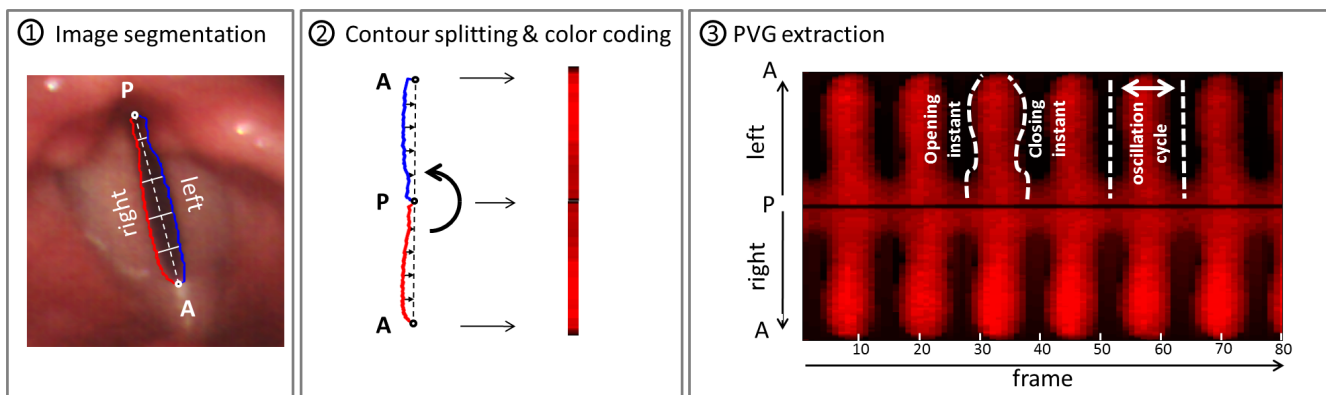 ① Image segmentation
P
left
right
A
② Contour splitting & color coding
A
P
A
③ PVG extraction
A
left
P
right
A
Opening
instant
Closing
instant
oscillation
cycle
10 20 30 40 50 60 70 80
frame